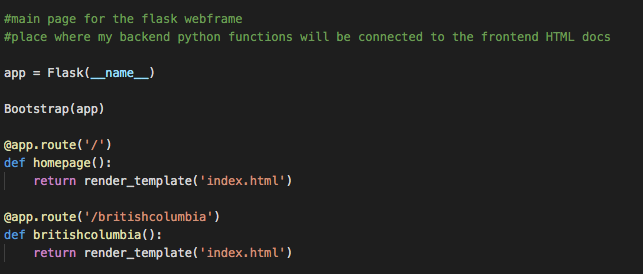 #main page for the flask webframe
#place where my backend python functions will be connected to the frontend HTML docs
app = Flask(__name__)
Bootstrap(app)
@app.route('/')
def homepage():
    return render_template('index.html')
@app.route('/britishcolumbia')
def britishcolumbia():
    return render_template('index.html')